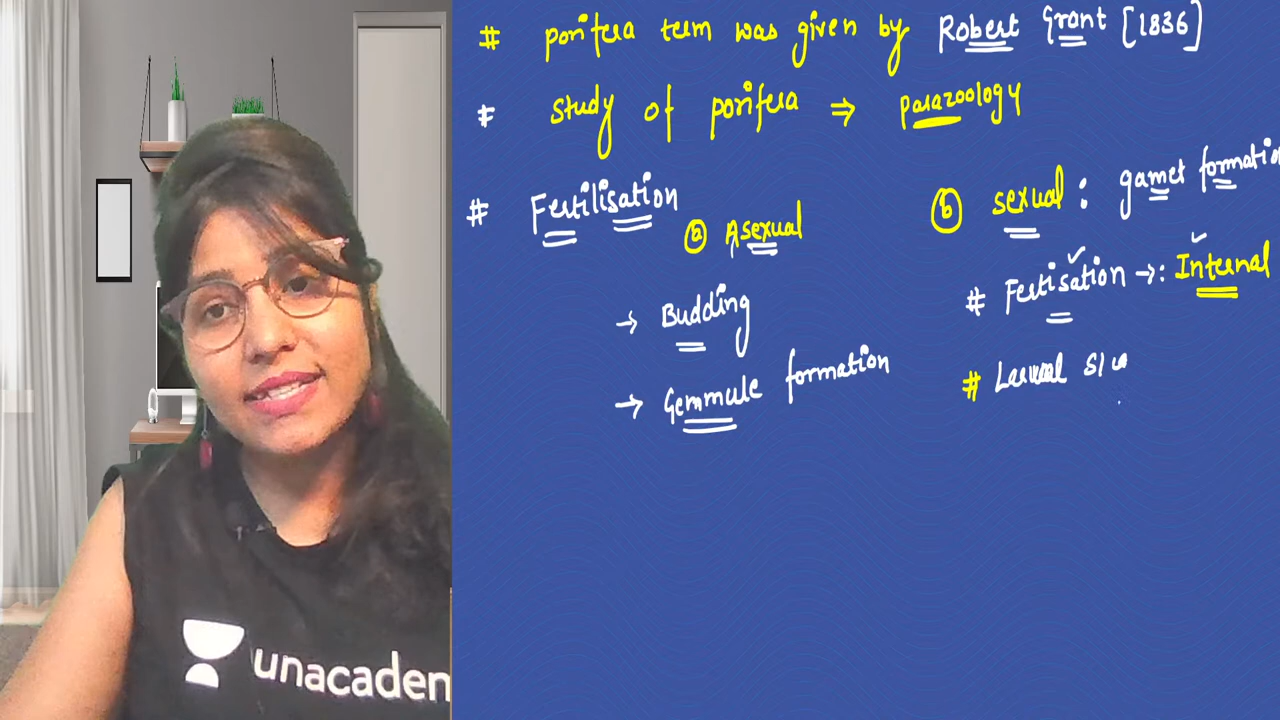 # porifera term was given by Robert Grant [1836]
# study of porifera ⇒ parazoology
# Fertilisation
ⓐ Asexual
→ Budding
→ Gemmule formation
ⓑ sexual : gamet formation
# Fertisation →: Internal
# Larval
unacaden